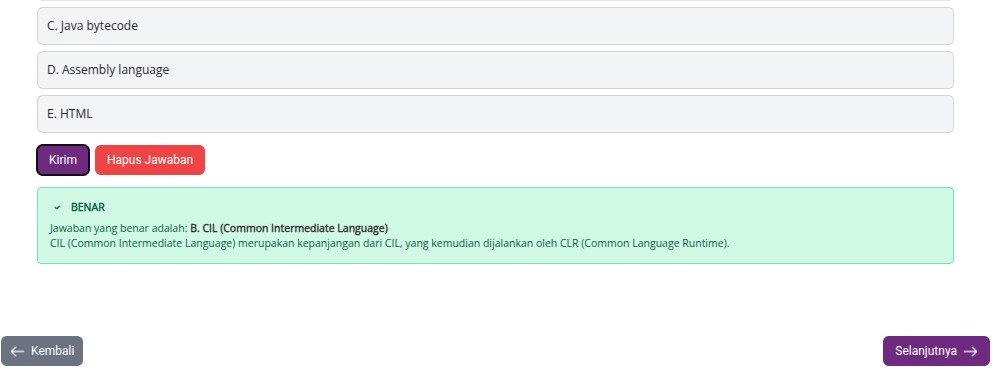 C. Java bytecode
D. Assembly language
E. HTML
Kirim
Hapus Jawaban
BENAR
Jawaban yang benar adalah: B. CIL (Common Intermediate Language)
CIL (Common Intermediate Language) merupakan kepanjangan dari CIL, yang kemudian dijalankan oleh CLR (Common Language Runtime).
Kembali
Selanjutnya